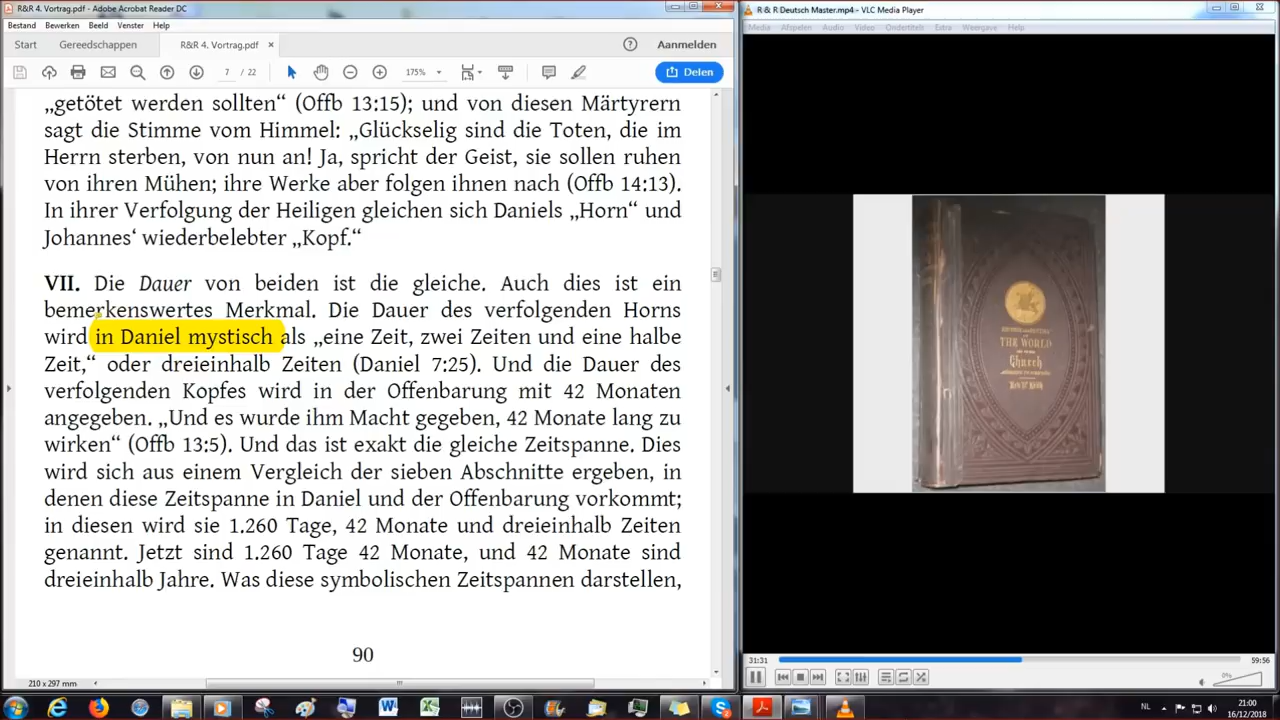 R&R 4. Vortrag.pdf - Adobe Acrobat Reader DC
Bestand Bewerken Beeld Venster Help
Start Gereedschappen R&R 4. Vortrag.pdf × Aanmelden
7 / 22 175% Delen
„getötet werden sollten“ (Offb 13:15); und von diesen Märtyrern
sagt die Stimme vom Himmel: „Glückselig sind die Toten, die im
Herrn sterben, von nun an! Ja, spricht der Geist, sie sollen ruhen
von ihren Mühen; ihre Werke aber folgen ihnen nach (Offb 14:13).
In ihrer Verfolgung der Heiligen gleichen sich Daniels „Horn“ und
Johannes‘ wiederbelebter „Kopf.“
VII. Die Dauer von beiden ist die gleiche. Auch dies ist ein
bemerkenswertes Merkmal. Die Dauer des verfolgenden Horns
wird in Daniel mystisch als „eine Zeit, zwei Zeiten und eine halbe
Zeit,“ oder dreieinhalb Zeiten (Daniel 7:25). Und die Dauer des
verfolgenden Kopfes wird in der Offenbarung mit 42 Monaten
angegeben. „Und es wurde ihm Macht gegeben, 42 Monate lang zu
wirken“ (Offb 13:5). Und das ist exakt die gleiche Zeitspanne. Dies
wird sich aus einem Vergleich der sieben Abschnitte ergeben, in
denen diese Zeitspanne in Daniel und der Offenbarung vorkommt;
in diesen wird sie 1.260 Tage, 42 Monate und dreieinhalb Zeiten
genannt. Jetzt sind 1.260 Tage 42 Monate, und 42 Monate sind
dreieinhalb Jahre. Was diese symbolischen Zeitspannen darstellen,
90
210 x 297 mm
R & R Deutsch Master.mp4 - VLC Media Player
Media Afspelen Audio Video Ondertitels Extra Weergave Help
THE WORLD
Church
31:31 59:56
0%
NL 21:00
16/12/2018